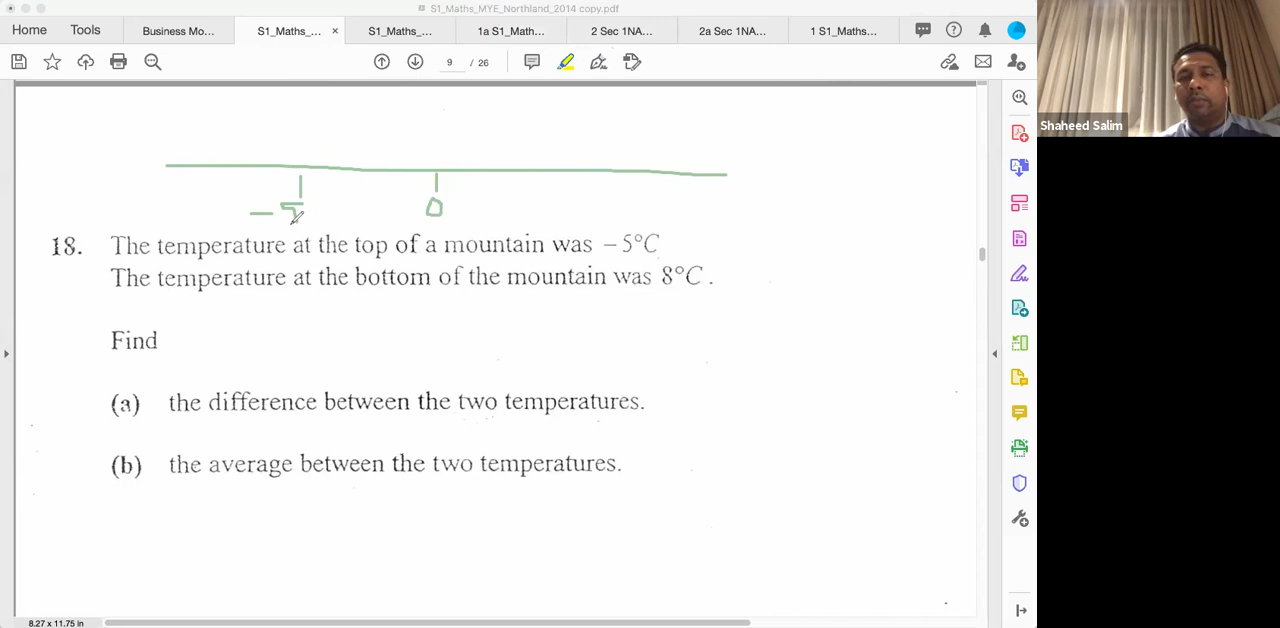 S1_Maths_MYE_Northland_2014 copy.pdf
Home Tools Business Mo... S1_Maths_... × S1_Maths_... 1a S1_Math... 2 Sec 1NA... 2a Sec 1NA... 1 S1_Maths...
9 / 26
Shaheed Salim
-5 0
18. The temperature at the top of a mountain was -5°C
The temperature at the bottom of the mountain was 8°C.
Find
(a) the difference between the two temperatures.
(b) the average between the two temperatures.
8.27 x 11.75 in